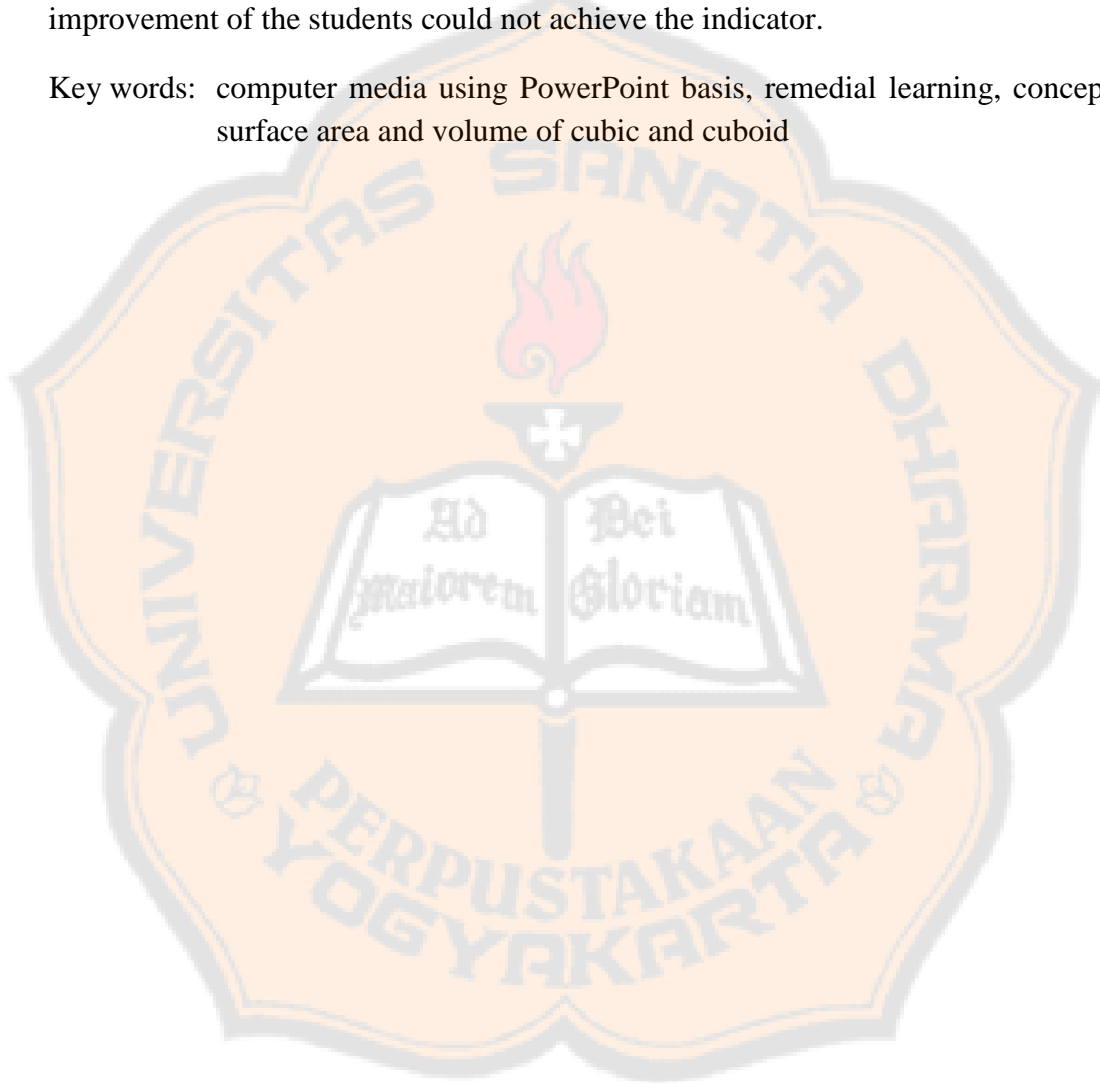 improvement of the students could not achieve the indicator.
Key words: computer media using PowerPoint basis, remedial learning,
surface area and volume of cubic and cuboid
UNIVERSITAS SANATA DHARMA
Ad Dei
maiorem Gloriam
PERPUSTAKAAN
YOGYAKARTA